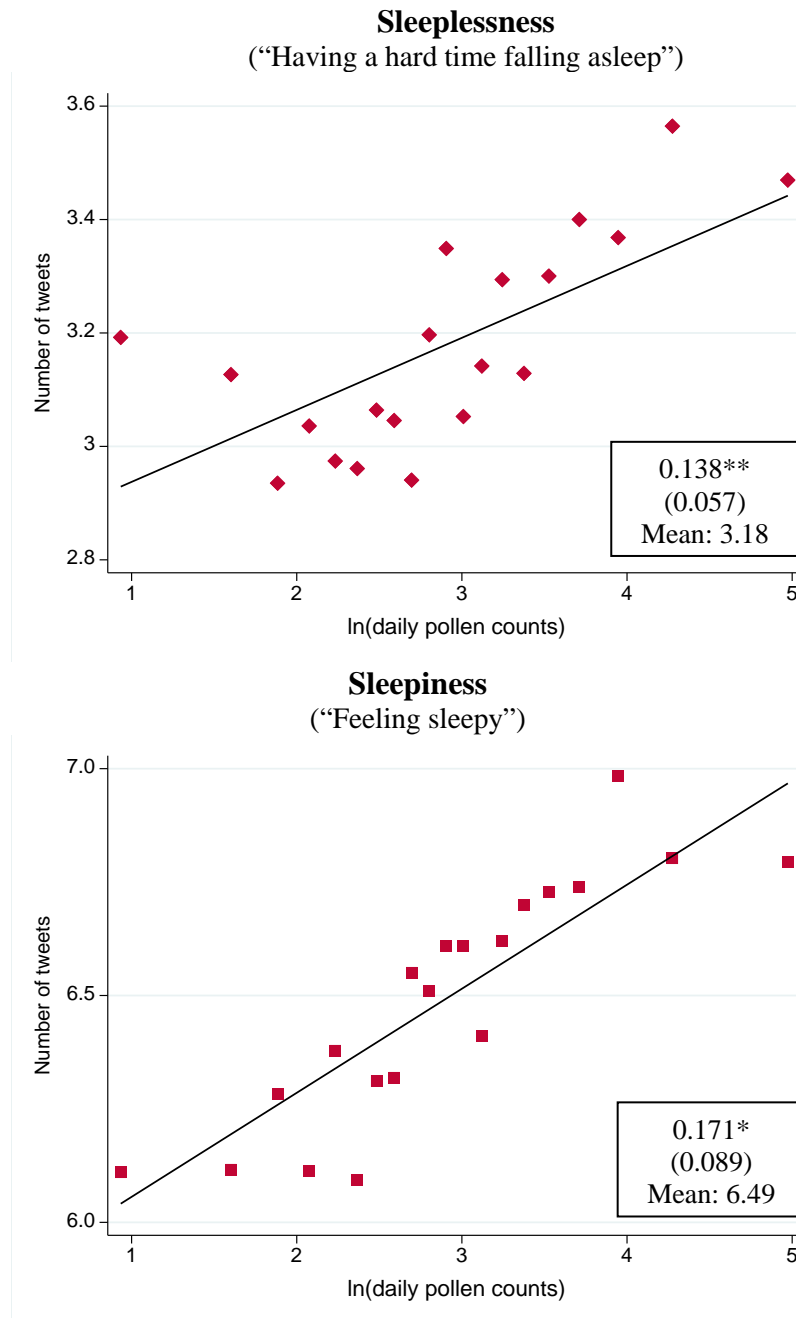 Sleeplessness
(“Having a hard time falling asleep”)
3.6
3.4
3.2
3
2.8
Number of tweets
0.138**
(0.057)
Mean: 3.18
1 2 3 4 5
ln(daily pollen counts)
Sleepiness
(“Feeling sleepy”)
7.0
6.5
6.0
Number of tweets
0.171*
(0.089)
Mean: 6.49
1 2 3 4 5
ln(daily pollen counts)